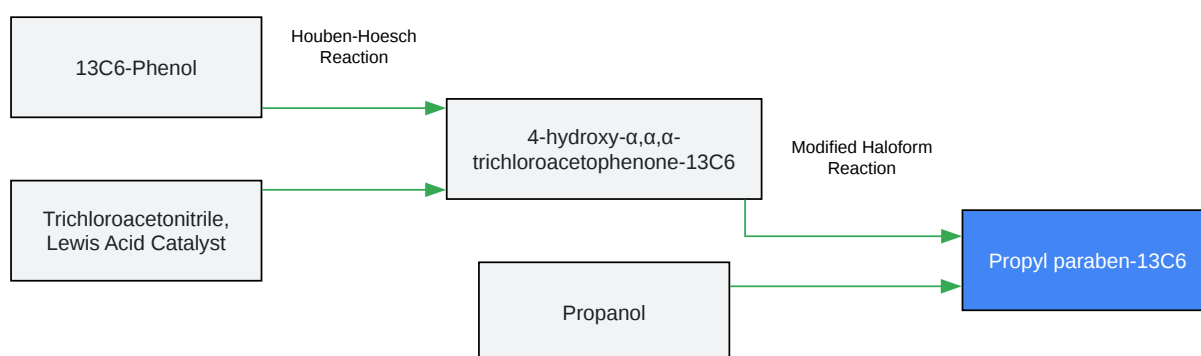 13C6-Phenol
Houben-Hoesch
Reaction
4-hydroxy-α,α,α-
trichloroacetophenone-13C6
Modified Haloform
Reaction
Trichloroacetonitrile,
Lewis Acid Catalyst
Propyl paraben-13C6
Propanol